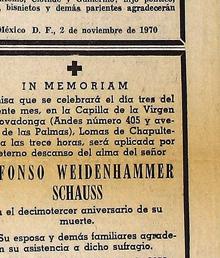 , bisnietos y demás parientes agradecerán
México D. F., 2 de noviembre de 1970
IN MEMORIAM
isa que se celebrará el día tres del
ente mes, en la Capilla de la Virgen
ovadonga (Andes número 405 y ave-
de las Palmas), Lomas de Chapulte-
a las trece horas, será aplicada por
eterno descanso del alma del señor
FONSO WEIDENHAMMER
SCHAUSS
n el decimotercer aniversario de su
muerte.
Su esposa y demás familiares agrade-
n su asistencia a dicho sufragio.